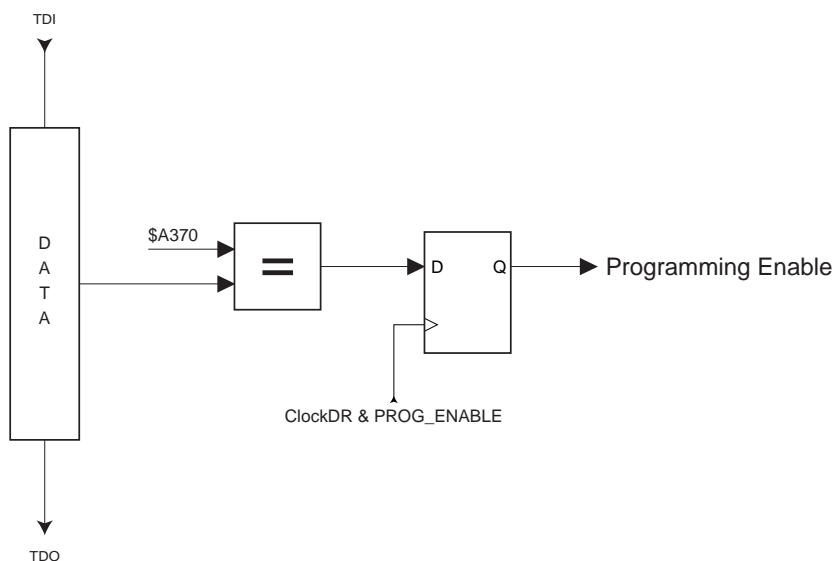 TDI
D
A
T
A
$A370
=
D
Q
Programming Enable
ClockDR & PROG_ENABLE
TDO